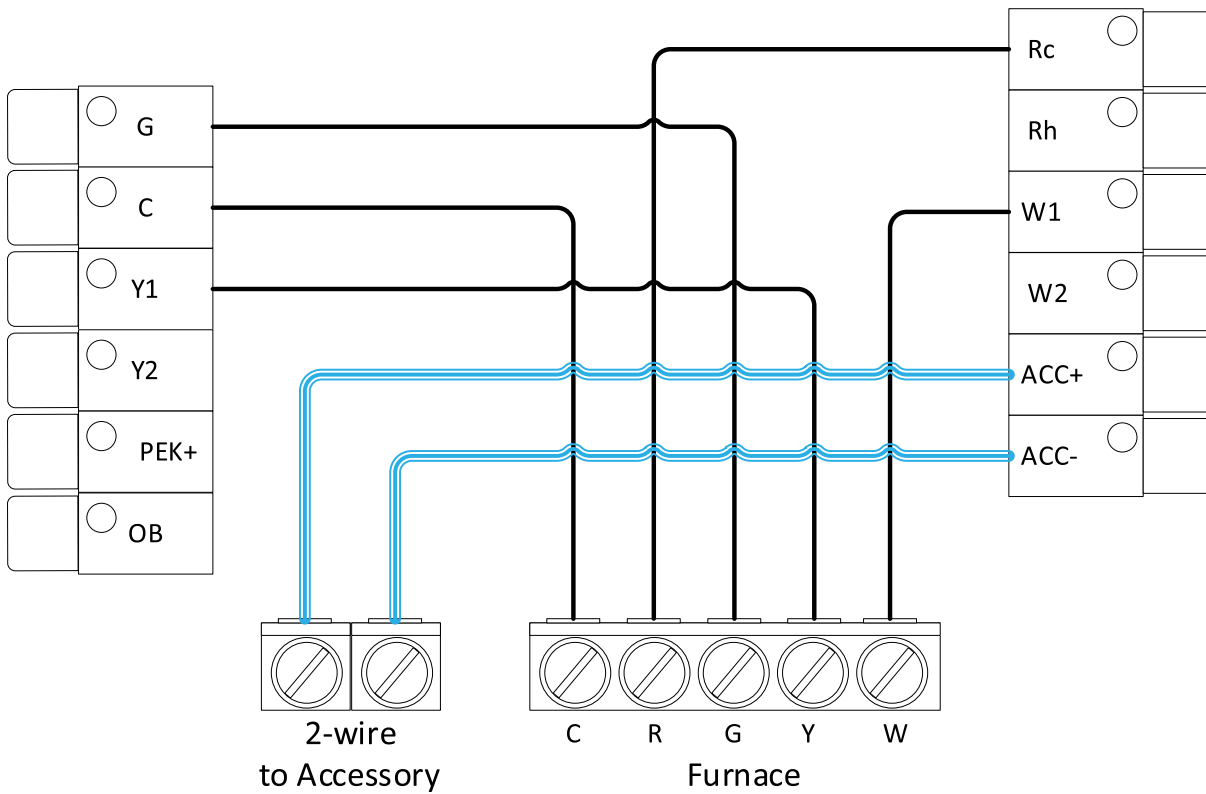 G
C
Y1
Y2
PEK+
OB
Rc
Rh
W1
W2
ACC+
ACC-
2-wire
to Accessory
C R G Y W
Furnace